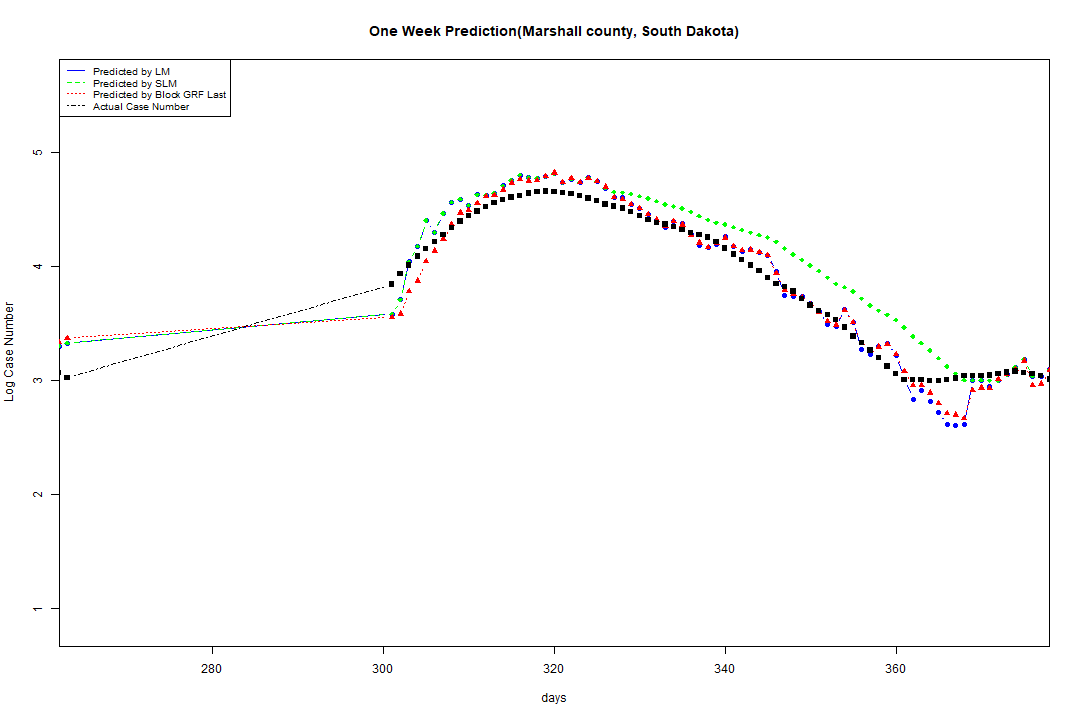 One Week Prediction(Marshall county, South Dakota)
Predicted by LM
Predicted by SLM
Predicted by Block GRF Last
Actual Case Number
5
4
3
2
1
Log Case Number
280 300 320 340 360
days